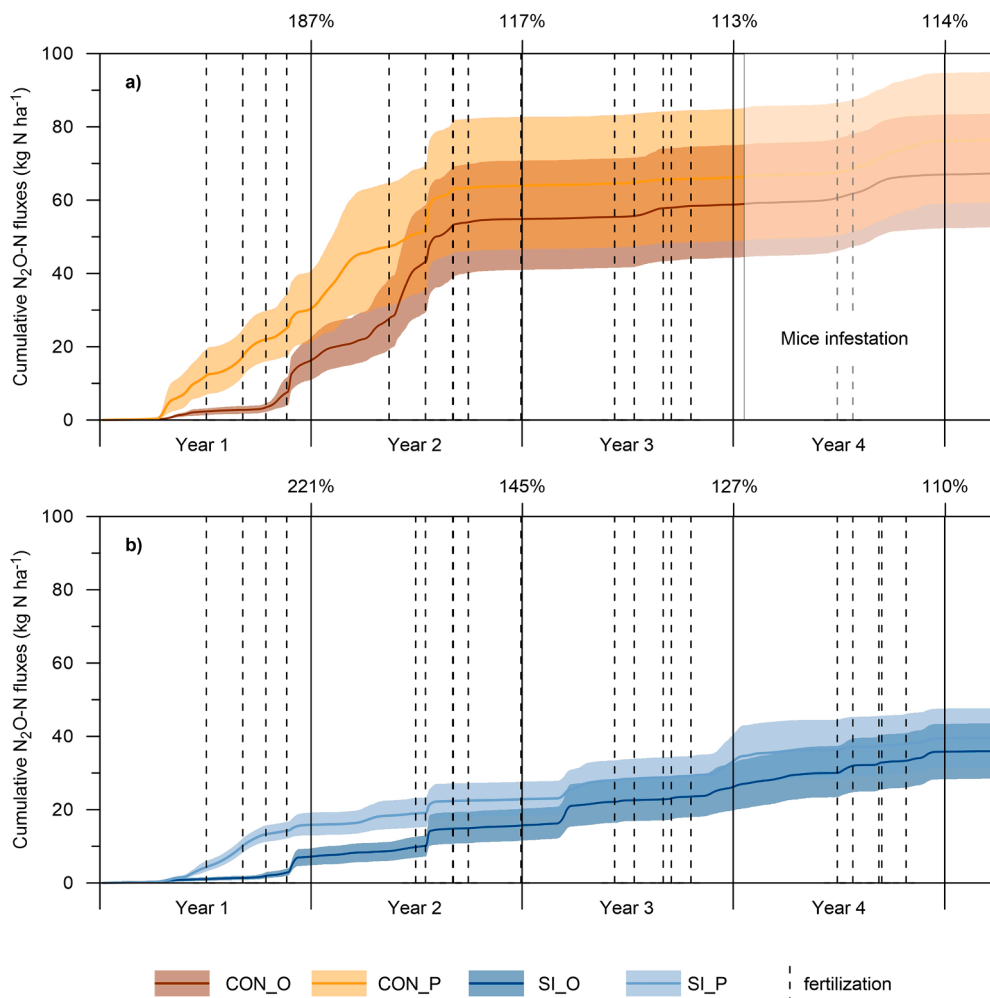 187% 117% 113% 114%
100
a)
80
60
40
20
0
Cumulative N₂O-N fluxes (kg N ha⁻¹)
Mice infestation
Year 1 Year 2 Year 3 Year 4
221% 145% 127% 110%
100
b)
80
60
40
20
0
Cumulative N₂O-N fluxes (kg N ha⁻¹)
Year 1 Year 2 Year 3 Year 4
CON_O CON_P SI_O SI_P fertilization